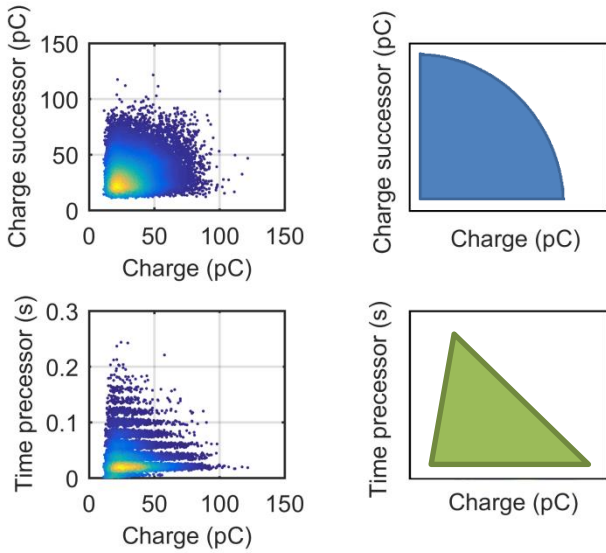 Charge successor (pC)
150
100
50
0
0 50 100 150
Charge (pC)
Charge successor (pC)
Charge (pC)
Time precessor (s)
0.3
0.2
0.1
0
0 50 100 150
Charge (pC)
Time precessor (s)
Charge (pC)